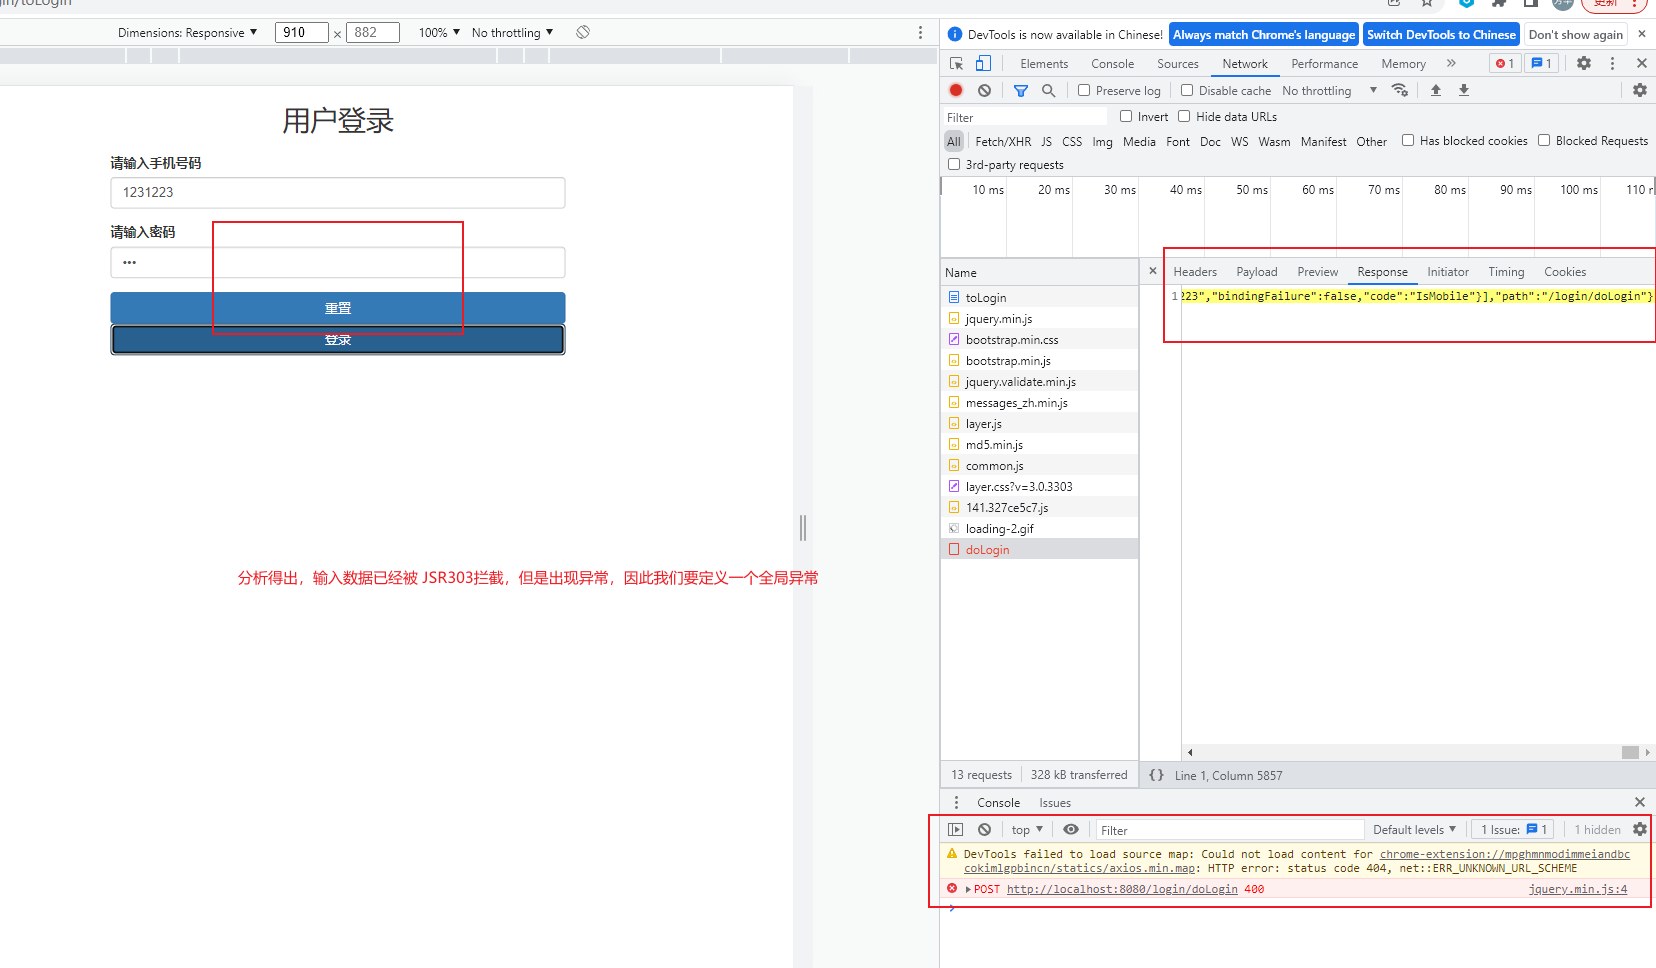 Dimensions: Responsive ▼ 910 × 882 100% ▼ No throttling ▼
用户登录
请输入手机号码
1231223
请输入密码
•••
重置
登录
分析得出，输入数据已经被 JSR303拦截，但是出现异常，因此我们要定义一个全局异常
更新
DevTools is now available in Chinese! Always match Chrome's language Switch DevTools to Chinese Don't show again ×
Elements Console Sources Network Performance Memory » 1 1
Preserve log Disable cache No throttling ▼
Filter Invert Hide data URLs
All Fetch/XHR JS CSS Img Media Font Doc WS Wasm Manifest Other Has blocked cookies Blocked Requests
3rd-party requests
10 ms 20 ms 30 ms 40 ms 50 ms 60 ms 70 ms 80 ms 90 ms 100 ms 110
Name
toLogin
jquery.min.js
bootstrap.min.css
bootstrap.min.js
jquery.validate.min.js
messages_zh.min.js
layer.js
md5.min.js
common.js
layer.css?v=3.0.3303
141.327ce5c7.js
loading-2.gif
doLogin
13 requests 328 kB transferred
× Headers Payload Preview Response Initiator Timing Cookies
1 223","bindingFailure":false,"code":"IsMobile"}],"path":"/login/doLogin"}
{} Line 1, Column 5857
Console Issues
top ▼ Filter Default levels ▼ 1 Issue: 1 1 hidden
DevTools failed to load source map: Could not load content for chrome-extension://mpghmnmodimmeiandbc
cokimlgpbincn/statics/axios.min.map: HTTP error: status code 404, net::ERR_UNKNOWN_URL_SCHEME
POST http://localhost:8080/login/doLogin 400 jquery.min.js:4